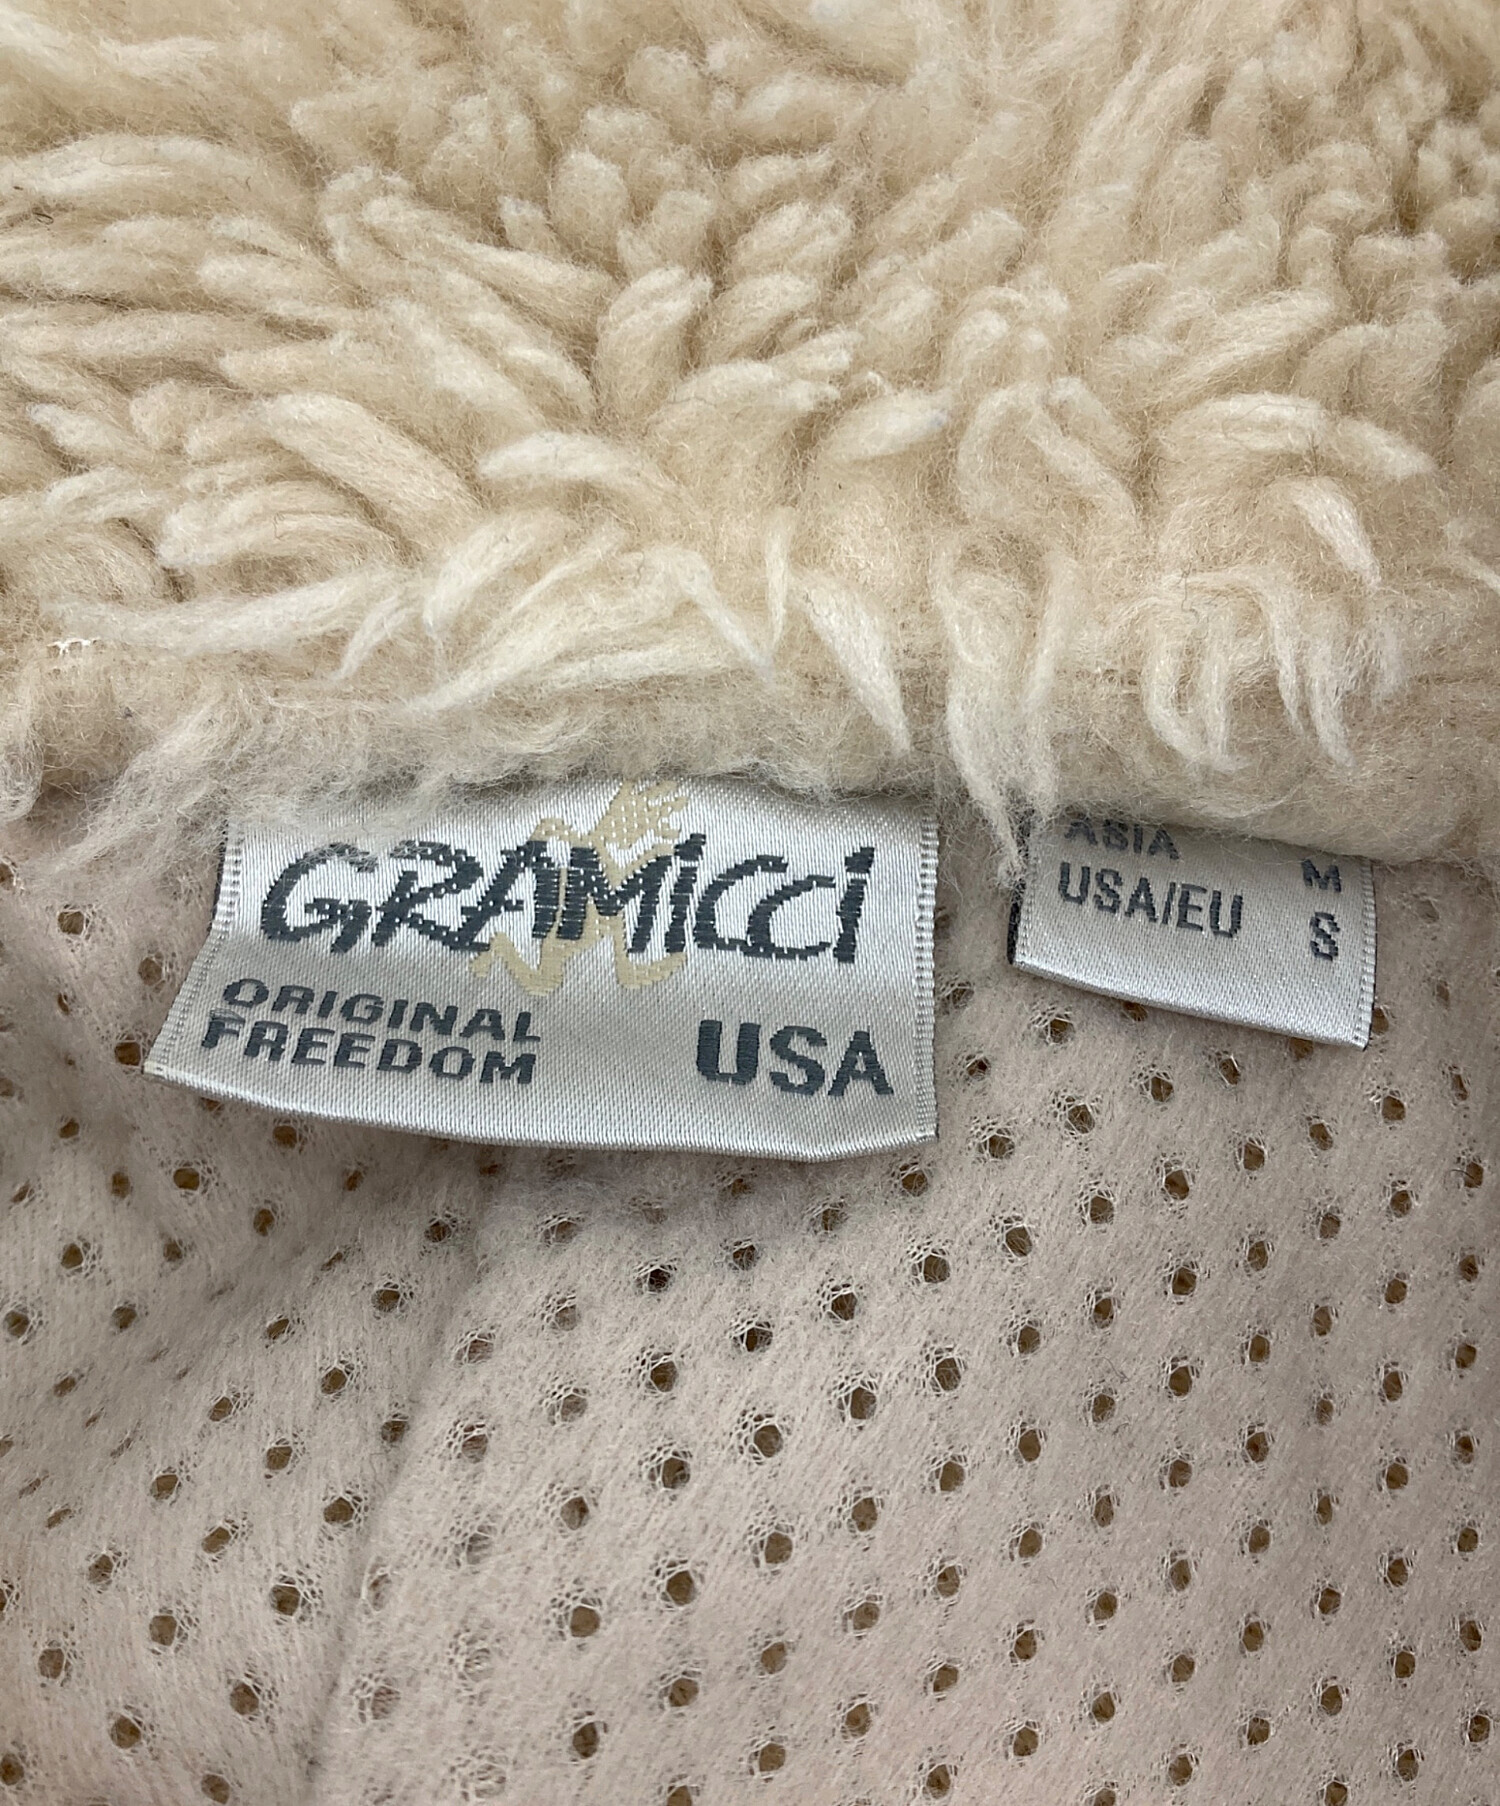 GRAMICCI
ORIGINAL
FREEDOM
USA
ASIA M
USA/EU S